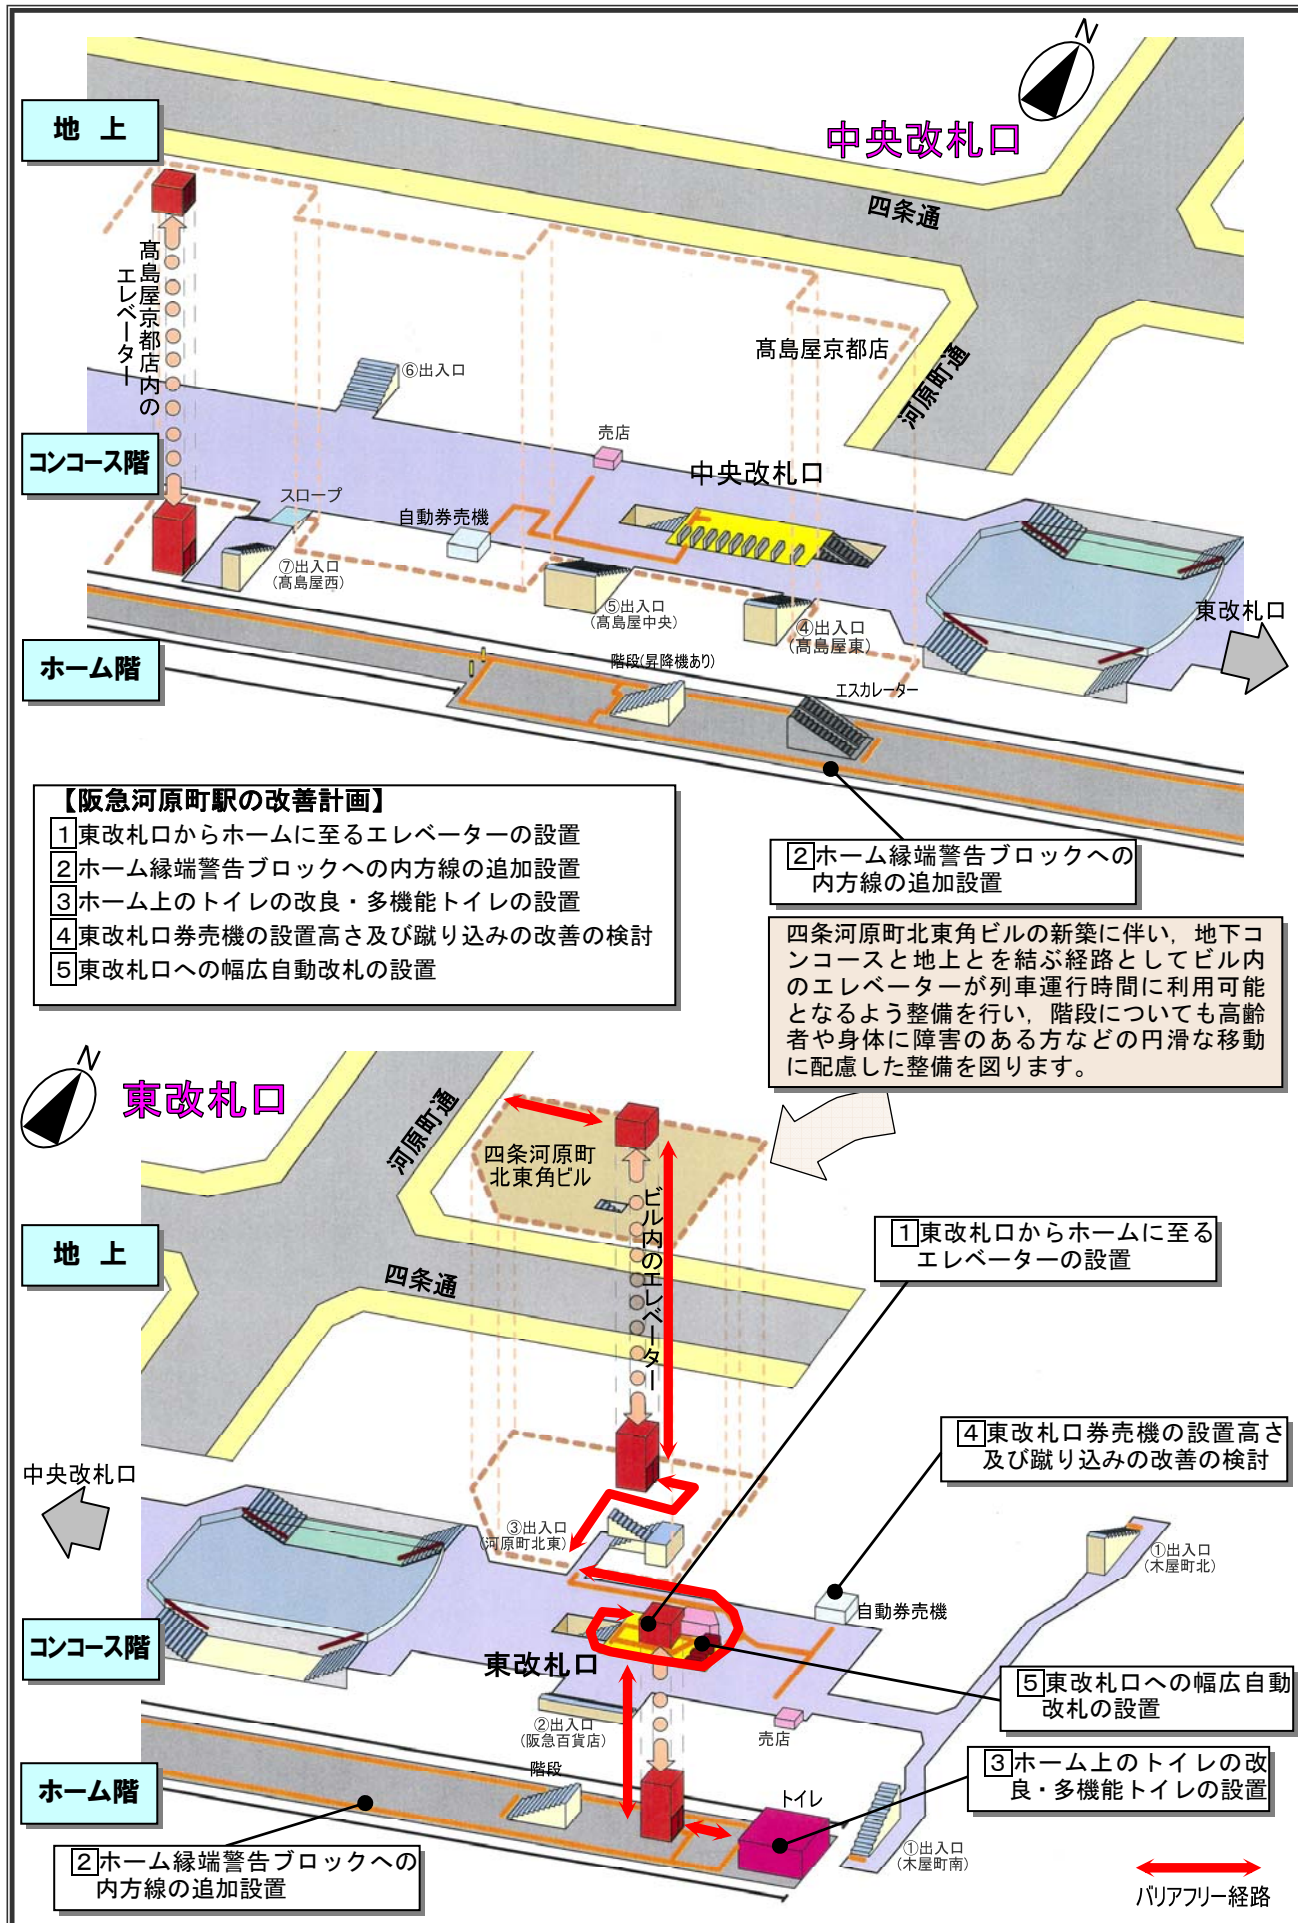 N
地 上
中央改札口
四条通
髙島屋京都店内の
エレベーター
髙島屋京都店
河原町通
⑥出入口
コンコース階
売店
中央改札口
スロープ
自動券売機
⑦出入口
(髙島屋西)
⑤出入口
(髙島屋中央)
④出入口
(髙島屋東)
東改札口
ホーム階
階段(昇降機あり)
エスカレーター
【阪急河原町駅の改善計画】
1東改札口からホームに至るエレベーターの設置
2ホーム縁端警告ブロックへの内方線の追加設置
3ホーム上のトイレの改良・多機能トイレの設置
4東改札口券売機の設置高さ及び蹴り込みの改善の検討
5東改札口への幅広自動改札の設置
2ホーム縁端警告ブロックへの
内方線の追加設置
四条河原町北東角ビルの新築に伴い，地下コ
ンコースと地上とを結ぶ経路としてビル内
のエレベーターが列車運行時間に利用可能
となるよう整備を行い，階段についても高齢
者や身体に障害のある方などの円滑な移動
に配慮した整備を図ります。
N
東改札口
河原町通
四条河原町
北東角ビル
ビル内のエレベーター
地 上
四条通
1東改札口からホームに至る
エレベーターの設置
4東改札口券売機の設置高さ
及び蹴り込みの改善の検討
中央改札口
③出入口
(河原町北東)
①出入口
(木屋町北)
自動券売機
コンコース階
東改札口
5東改札口への幅広自動
改札の設置
②出入口
(阪急百貨店)
売店
階段
3ホーム上のトイレの改
良・多機能トイレの設置
ホーム階
トイレ
①出入口
(木屋町南)
2ホーム縁端警告ブロックへの
内方線の追加設置
バリアフリー経路